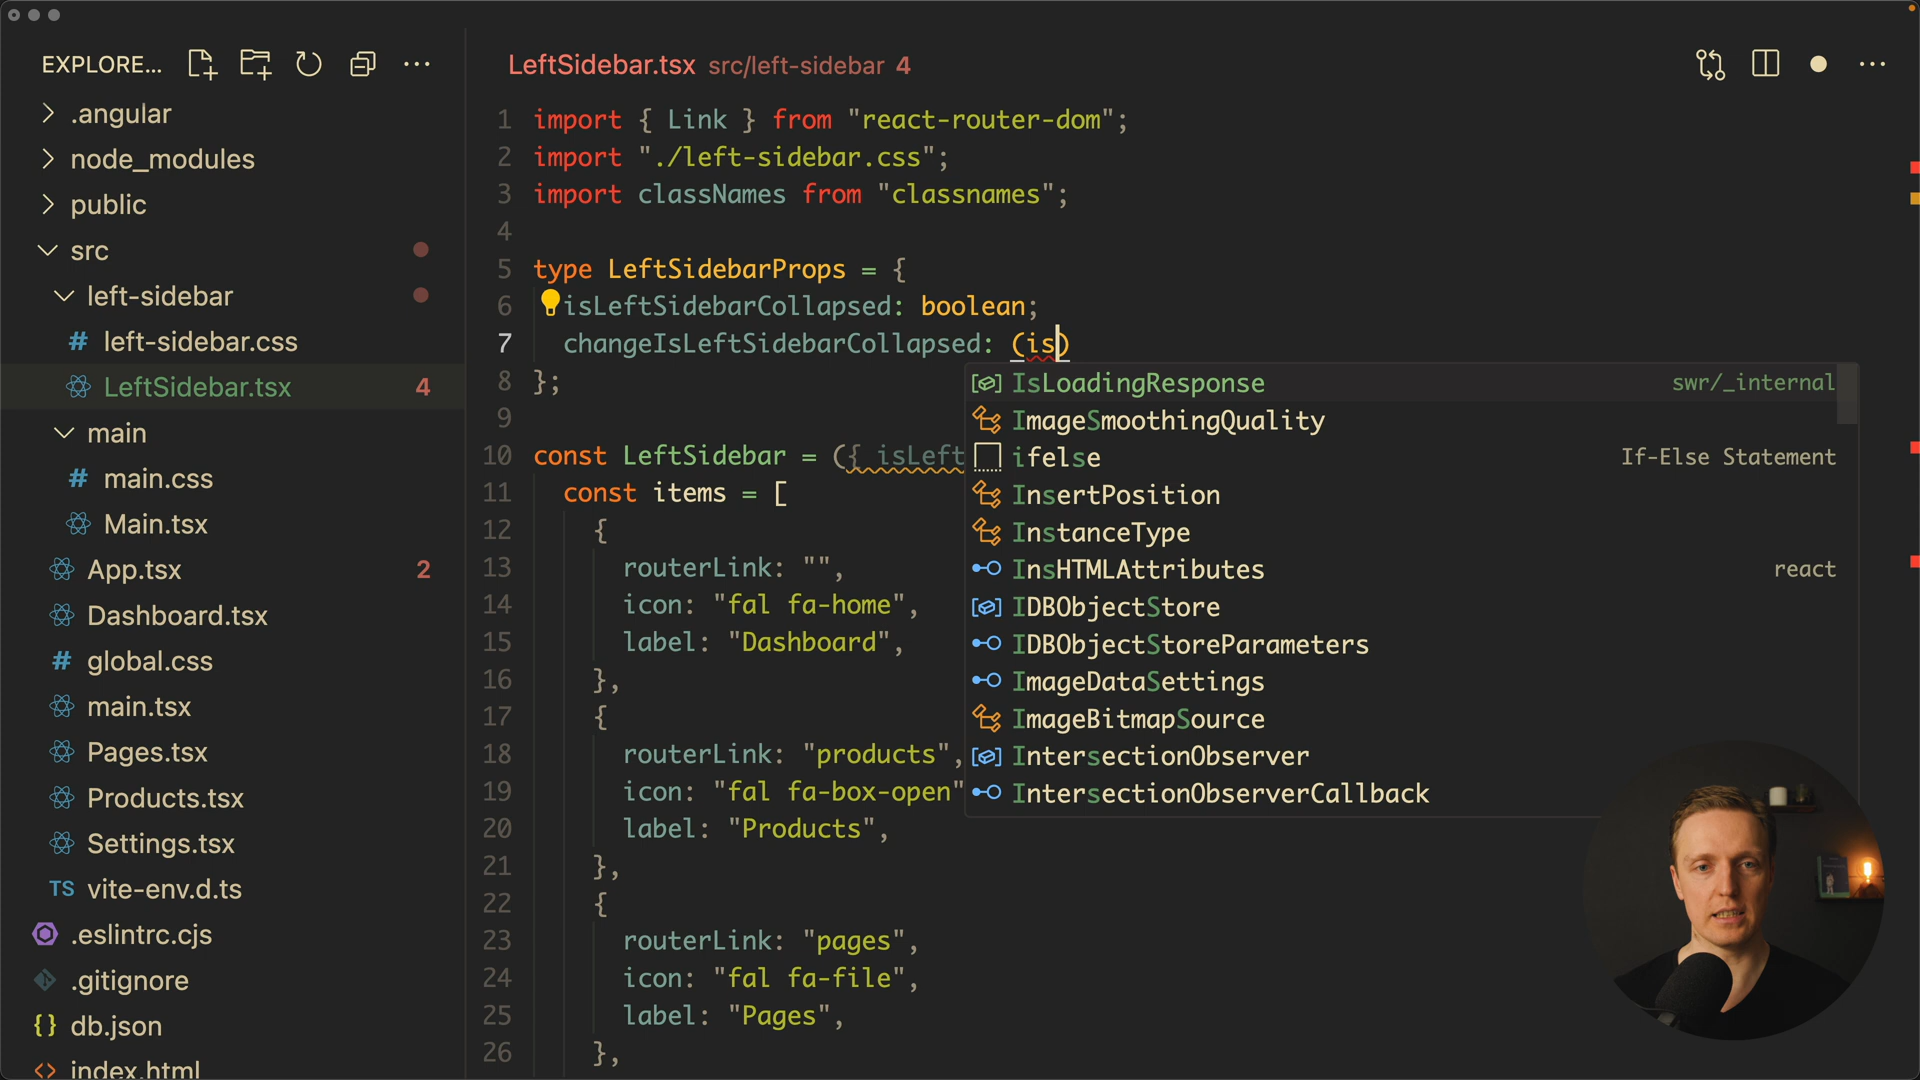 EXPLORE...
.angular
node_modules
public
src
left-sidebar
# left-sidebar.css
LeftSidebar.tsx 4
main
# main.css
Main.tsx
App.tsx 2
Dashboard.tsx
# global.css
main.tsx
Pages.tsx
Products.tsx
Settings.tsx
TS vite-env.d.ts
.eslintrc.cjs
.gitignore
{} db.json
<> index.html
LeftSidebar.tsx src/left-sidebar 4
1 import { Link } from "react-router-dom";
2 import "./left-sidebar.css";
3 import classNames from "classnames";
4
5 type LeftSidebarProps = {
6 isLeftSidebarCollapsed: boolean;
7 changeIsLeftSidebarCollapsed: (is)
8 };
9
10 const LeftSidebar = ({ isLeft
11 const items = [
12 {
13 routerLink: "",
14 icon: "fal fa-home",
15 label: "Dashboard",
16 },
17 {
18 routerLink: "products",
19 icon: "fal fa-box-open"
20 label: "Products",
21 },
22 {
23 routerLink: "pages",
24 icon: "fal fa-file",
25 label: "Pages",
26 },
IsLoadingResponse swr/_internal
ImageSmoothingQuality
ifelse If-Else Statement
InsertPosition
InstanceType
InsHTMLAttributes react
IDBObjectStore
IDBObjectStoreParameters
ImageDataSettings
ImageBitmapSource
IntersectionObserver
IntersectionObserverCallback